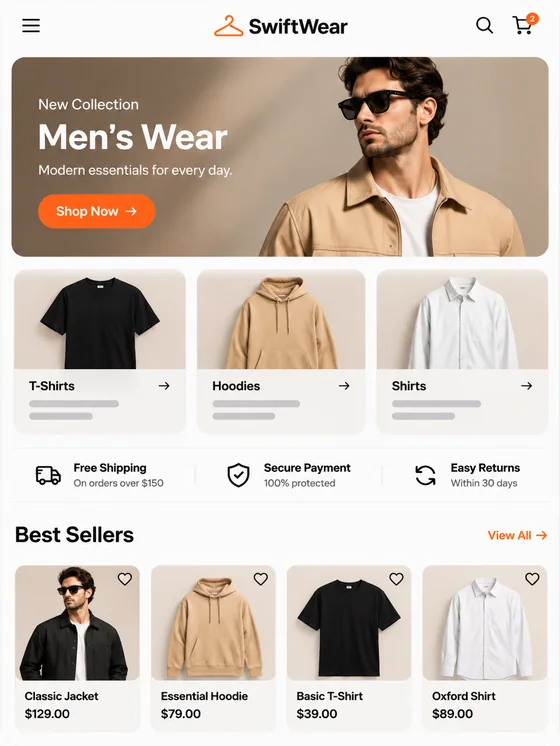 SwiftWear
2
New Collection
Men's Wear
Modern essentials for every day.
Shop Now →
T-Shirts →
Hoodies →
Shirts →
Free Shipping
On orders over $150
Secure Payment
100% protected
Easy Returns
Within 30 days
Best Sellers
View All →
Classic Jacket
$129.00
Essential Hoodie
$79.00
Basic T-Shirt
$39.00
Oxford Shirt
$89.00